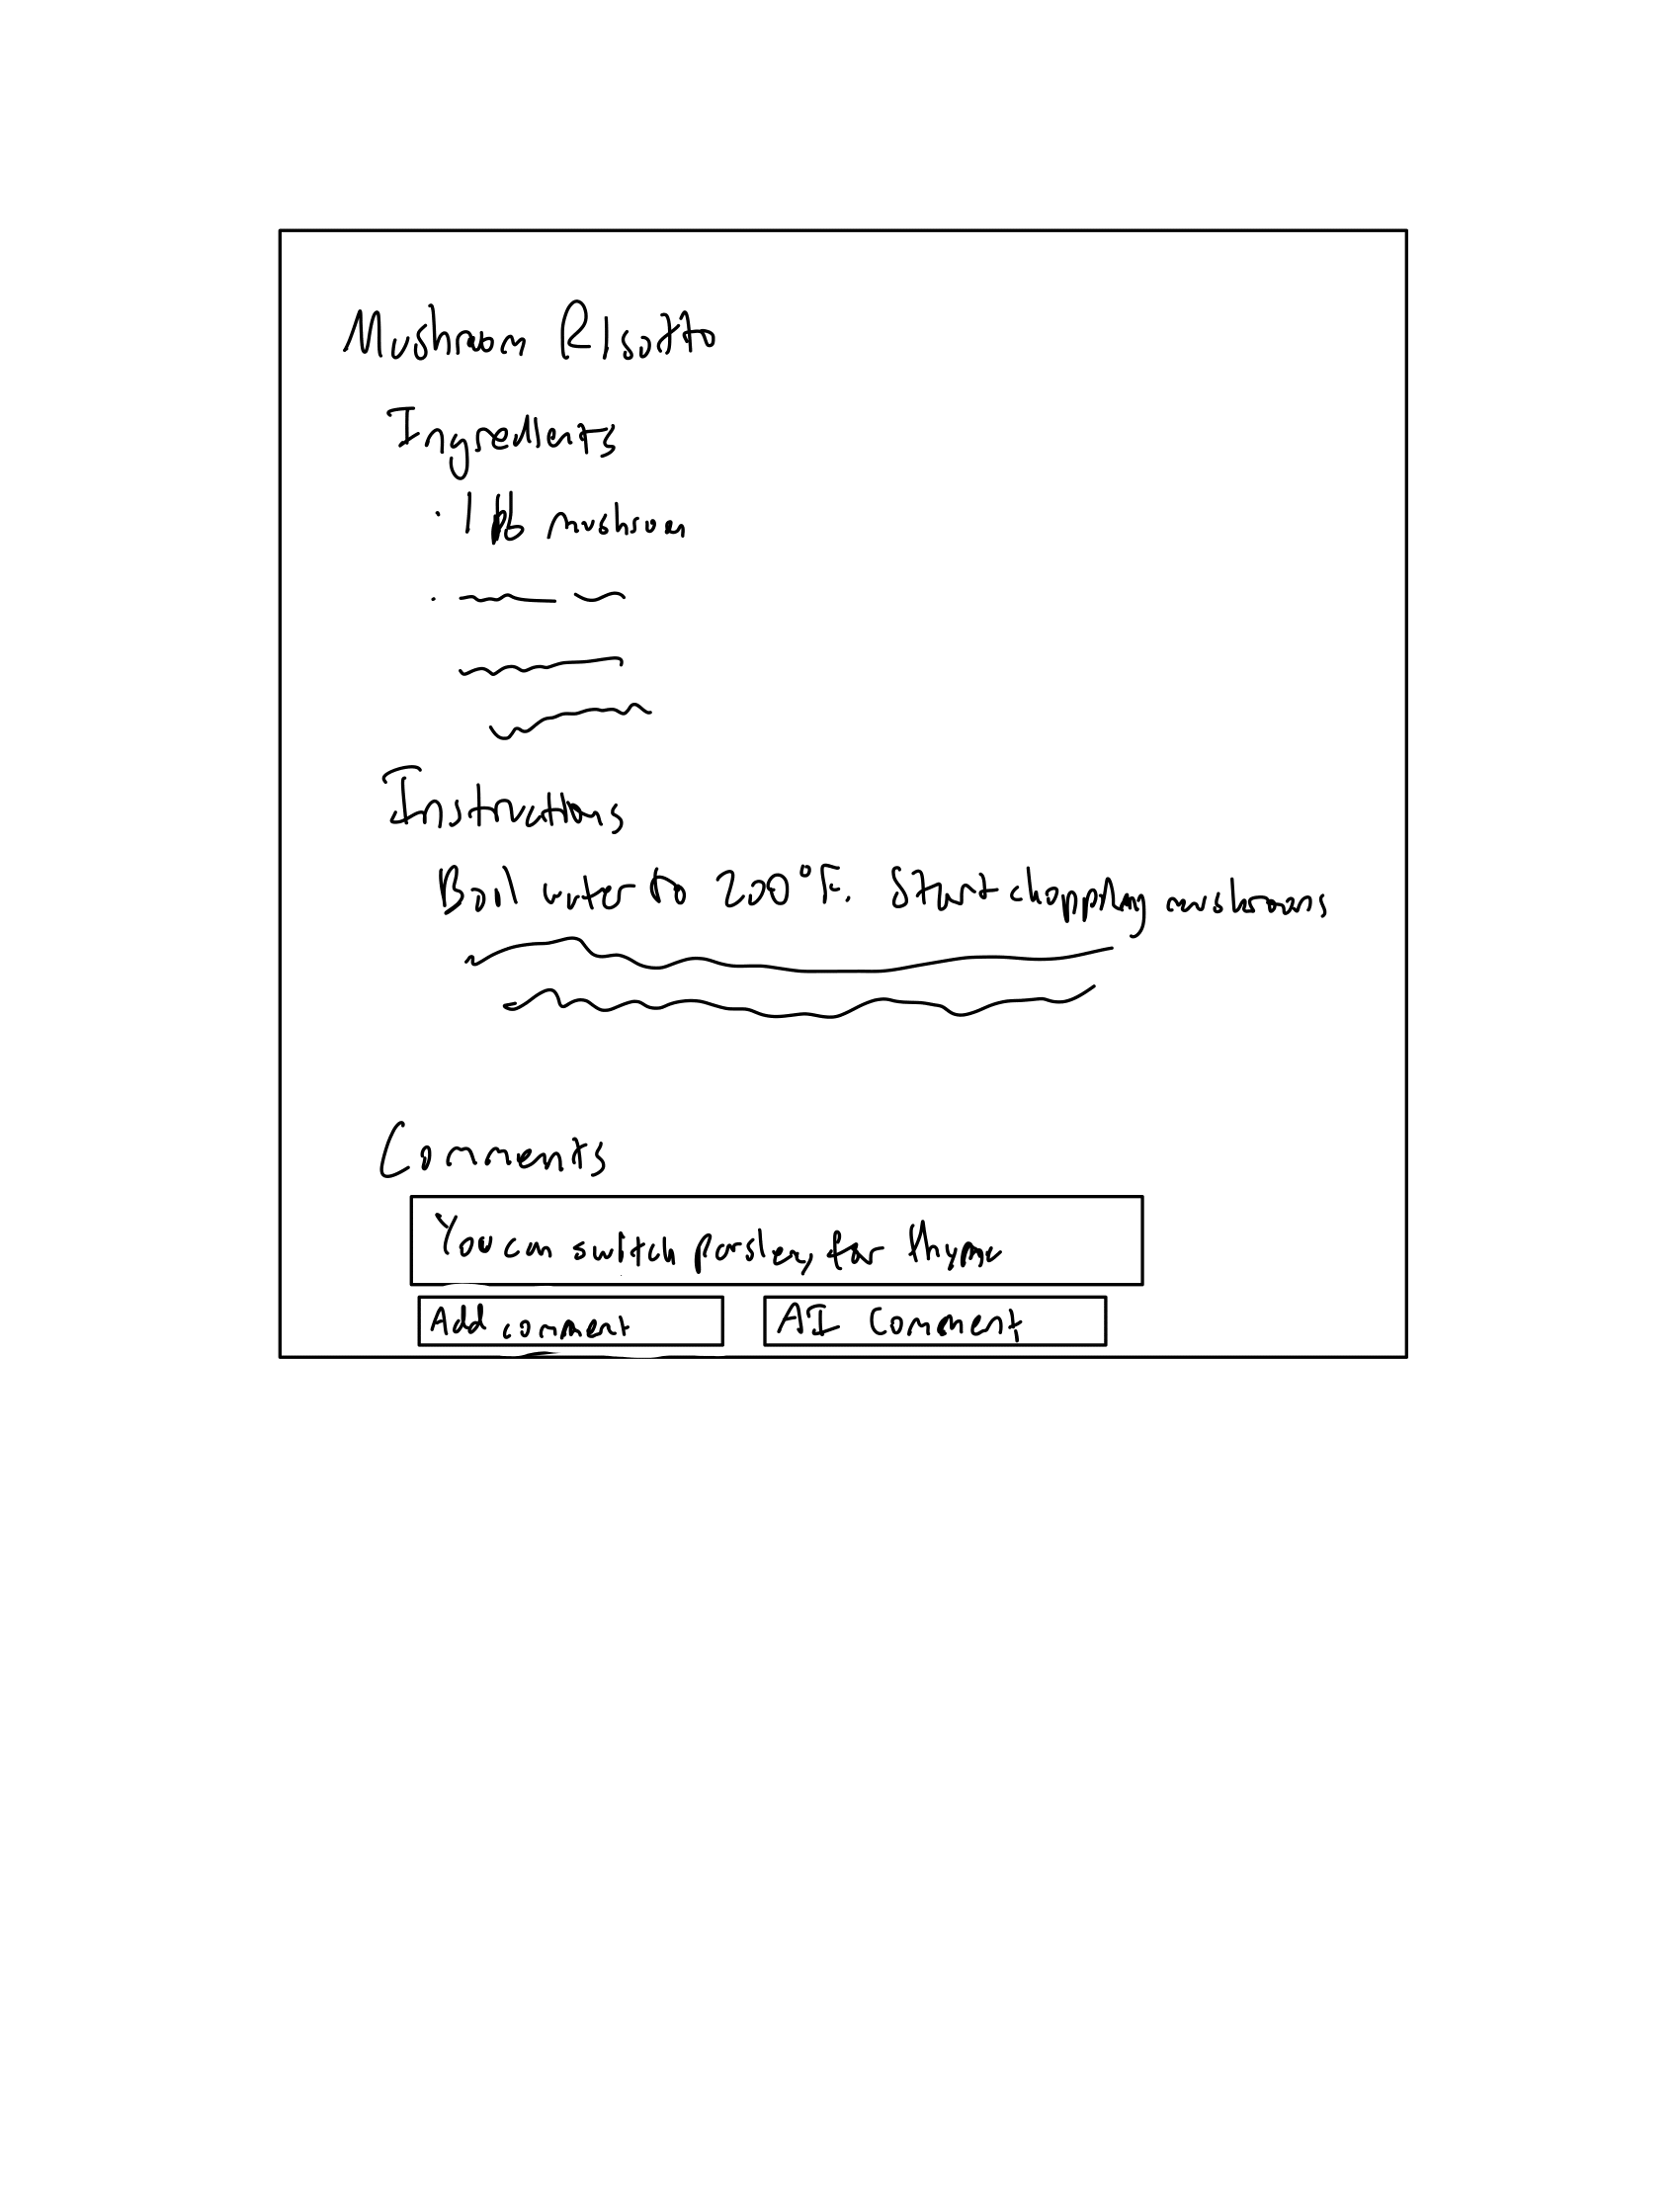 Mushroom Risotto
Ingredients
· 1 lb mushroom
Instructions
Boil water to 200°F. Start chopping mushrooms
Comments
You can switch parsley for thyme
Add comment
AI Comment